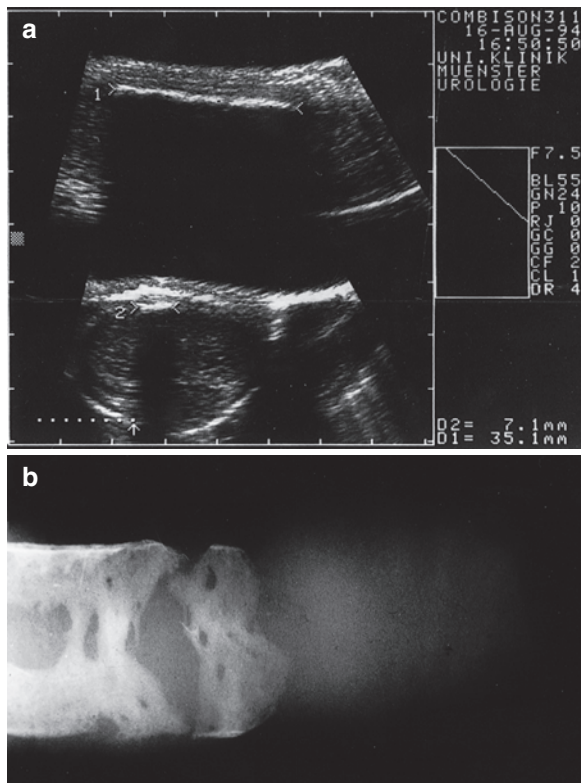 a
COMBISON311
16-AUG-94
16:50:50
UNI.KLINIK
MUENSTER
UROLOGIE
1
F7.5
BL55
GN24
P 10
RJ 0
GC 0
GG 0
CF 2
CL 1
DR 4
2
D2= 7.1mm
D1= 35.1mm
b